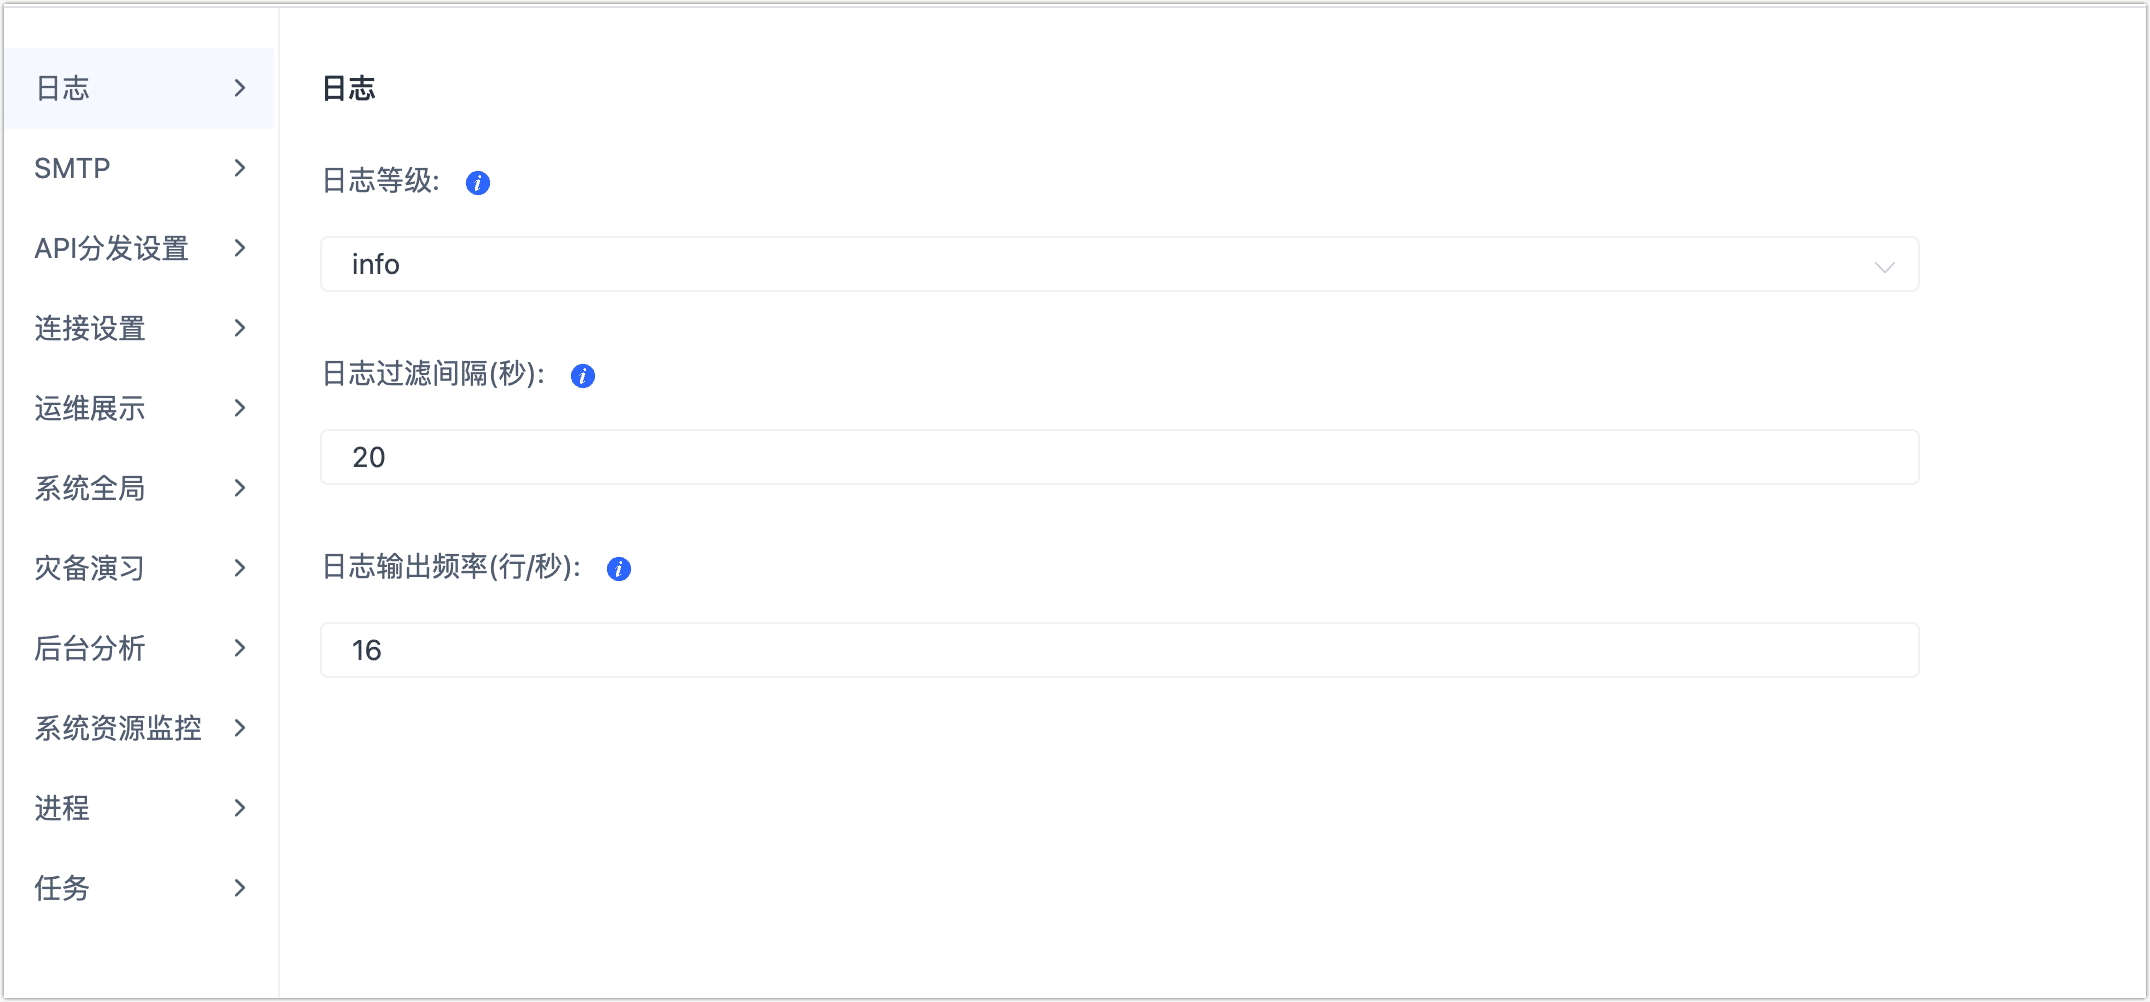 日志
SMTP
API分发设置
连接设置
运维展示
系统全局
灾备演习
后台分析
系统资源监控
进程
任务
日志
日志等级:
info
日志过滤间隔(秒):
20
日志输出频率(行/秒):
16